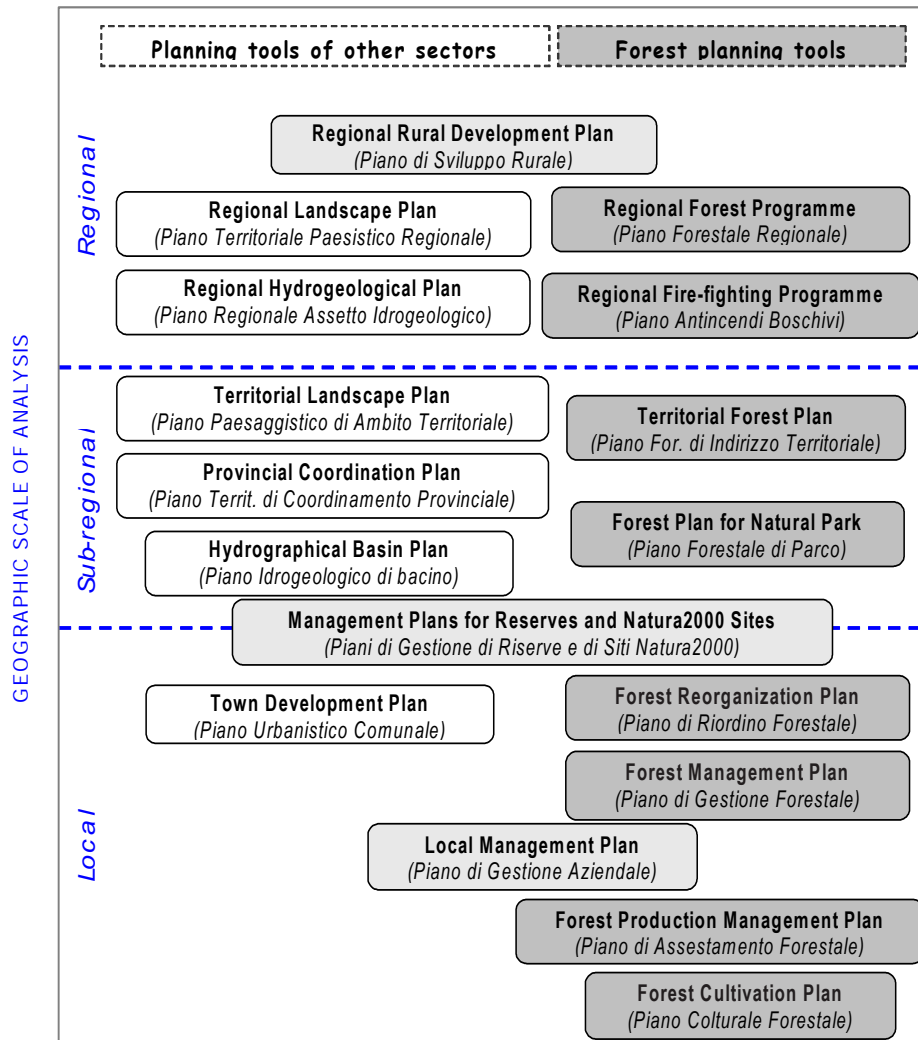 Planning tools of other sectors
Forest planning tools
GEOGRAPHIC SCALE OF ANALYSIS
Regional
Regional Rural Development Plan
(Piano di Sviluppo Rurale)
Regional Landscape Plan
(Piano Territoriale Paesistico Regionale)
Regional Forest Programme
(Piano Forestale Regionale)
Regional Hydrogeological Plan
(Piano Regionale Assetto Idrogeologico)
Regional Fire-fighting Programme
(Piano Antincendi Boschivi)
Sub-regional
Territorial Landscape Plan
(Piano Paesaggistico di Ambito Territoriale)
Territorial Forest Plan
(Piano For. di Indirizzo Territoriale)
Provincial Coordination Plan
(Piano Territ. di Coordinamento Provinciale)
Forest Plan for Natural Park
(Piano Forestale di Parco)
Hydrographical Basin Plan
(Piano Idrogeologico di bacino)
Management Plans for Reserves and Natura2000 Sites
(Piani di Gestione di Riserve e di Siti Natura2000)
Local
Town Development Plan
(Piano Urbanistico Comunale)
Forest Reorganization Plan
(Piano di Riordino Forestale)
Forest Management Plan
(Piano di Gestione Forestale)
Local Management Plan
(Piano di Gestione Aziendale)
Forest Production Management Plan
(Piano di Assestamento Forestale)
Forest Cultivation Plan
(Piano Colturale Forestale)